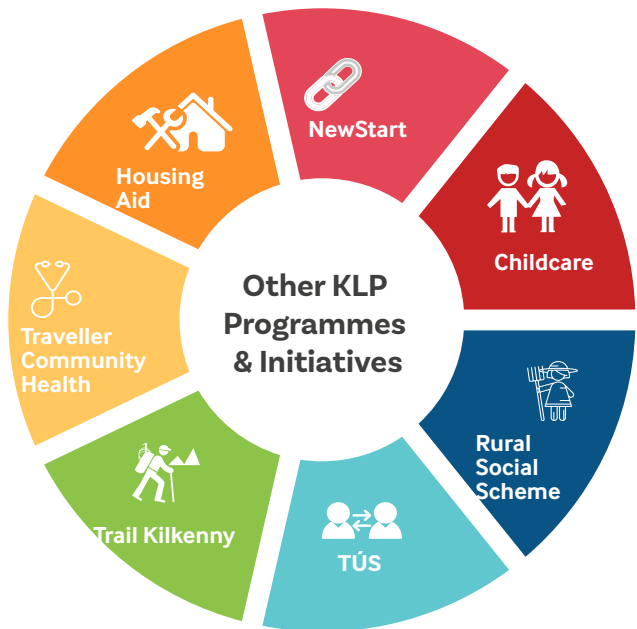 Other KLP
Programmes
& Initiatives
NewStart
Childcare
Rural
Social
Scheme
TÚS
Trail Kilkenny
Traveller
Community
Health
Housing
Aid